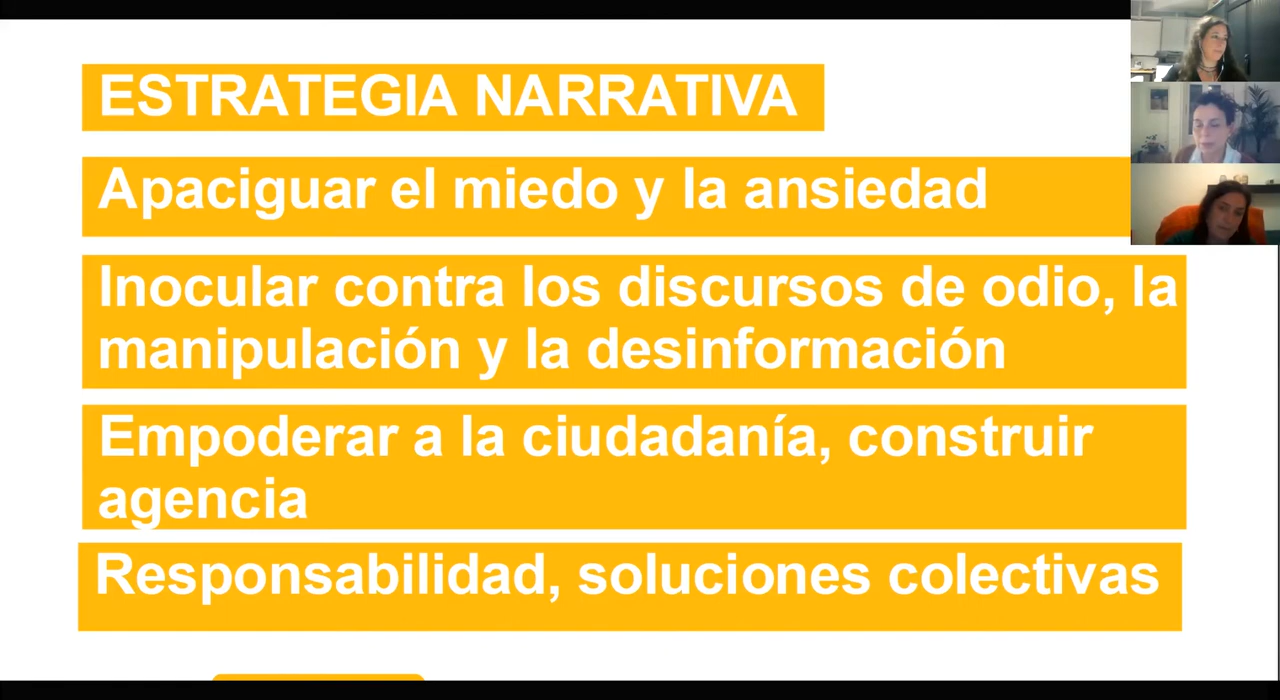 ESTRATEGIA NARRATIVA
Apaciguar el miedo y la ansiedad
Inocular contra los discursos de odio, la
manipulación y la desinformación
Empoderar a la ciudadanía, construir
agencia
Responsabilidad, soluciones colectivas